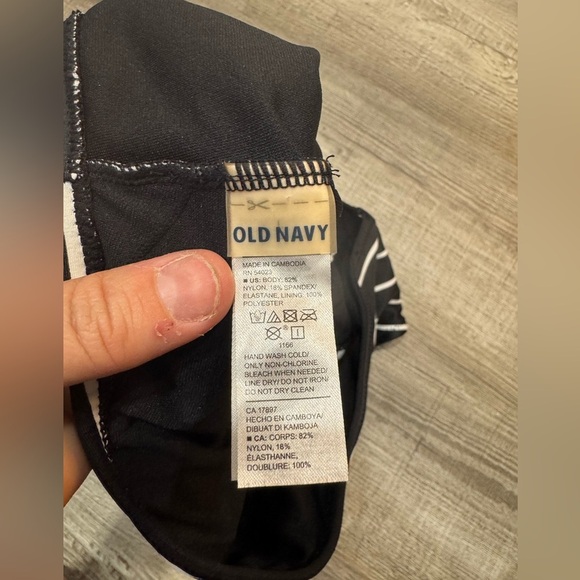 OLD NAVY
MADE IN CAMBODIA
RN 54023
■ US: BODY: 82%
NYLON, 18% SPANDEX/
ELASTANE, LINING: 100%
POLYESTER
1166
HAND WASH COLD/
ONLY NON-CHLORINE
BLEACH WHEN NEEDED/
LINE DRY/ DO NOT IRON/
DO NOT DRY CLEAN
CA 17897
HECHO EN CAMBOYA/
DIBUAT DI KAMBOJA
■ CA: CORPS: 82%
NYLON, 18%
ÉLASTHANNE,
DOUBLURE: 100%